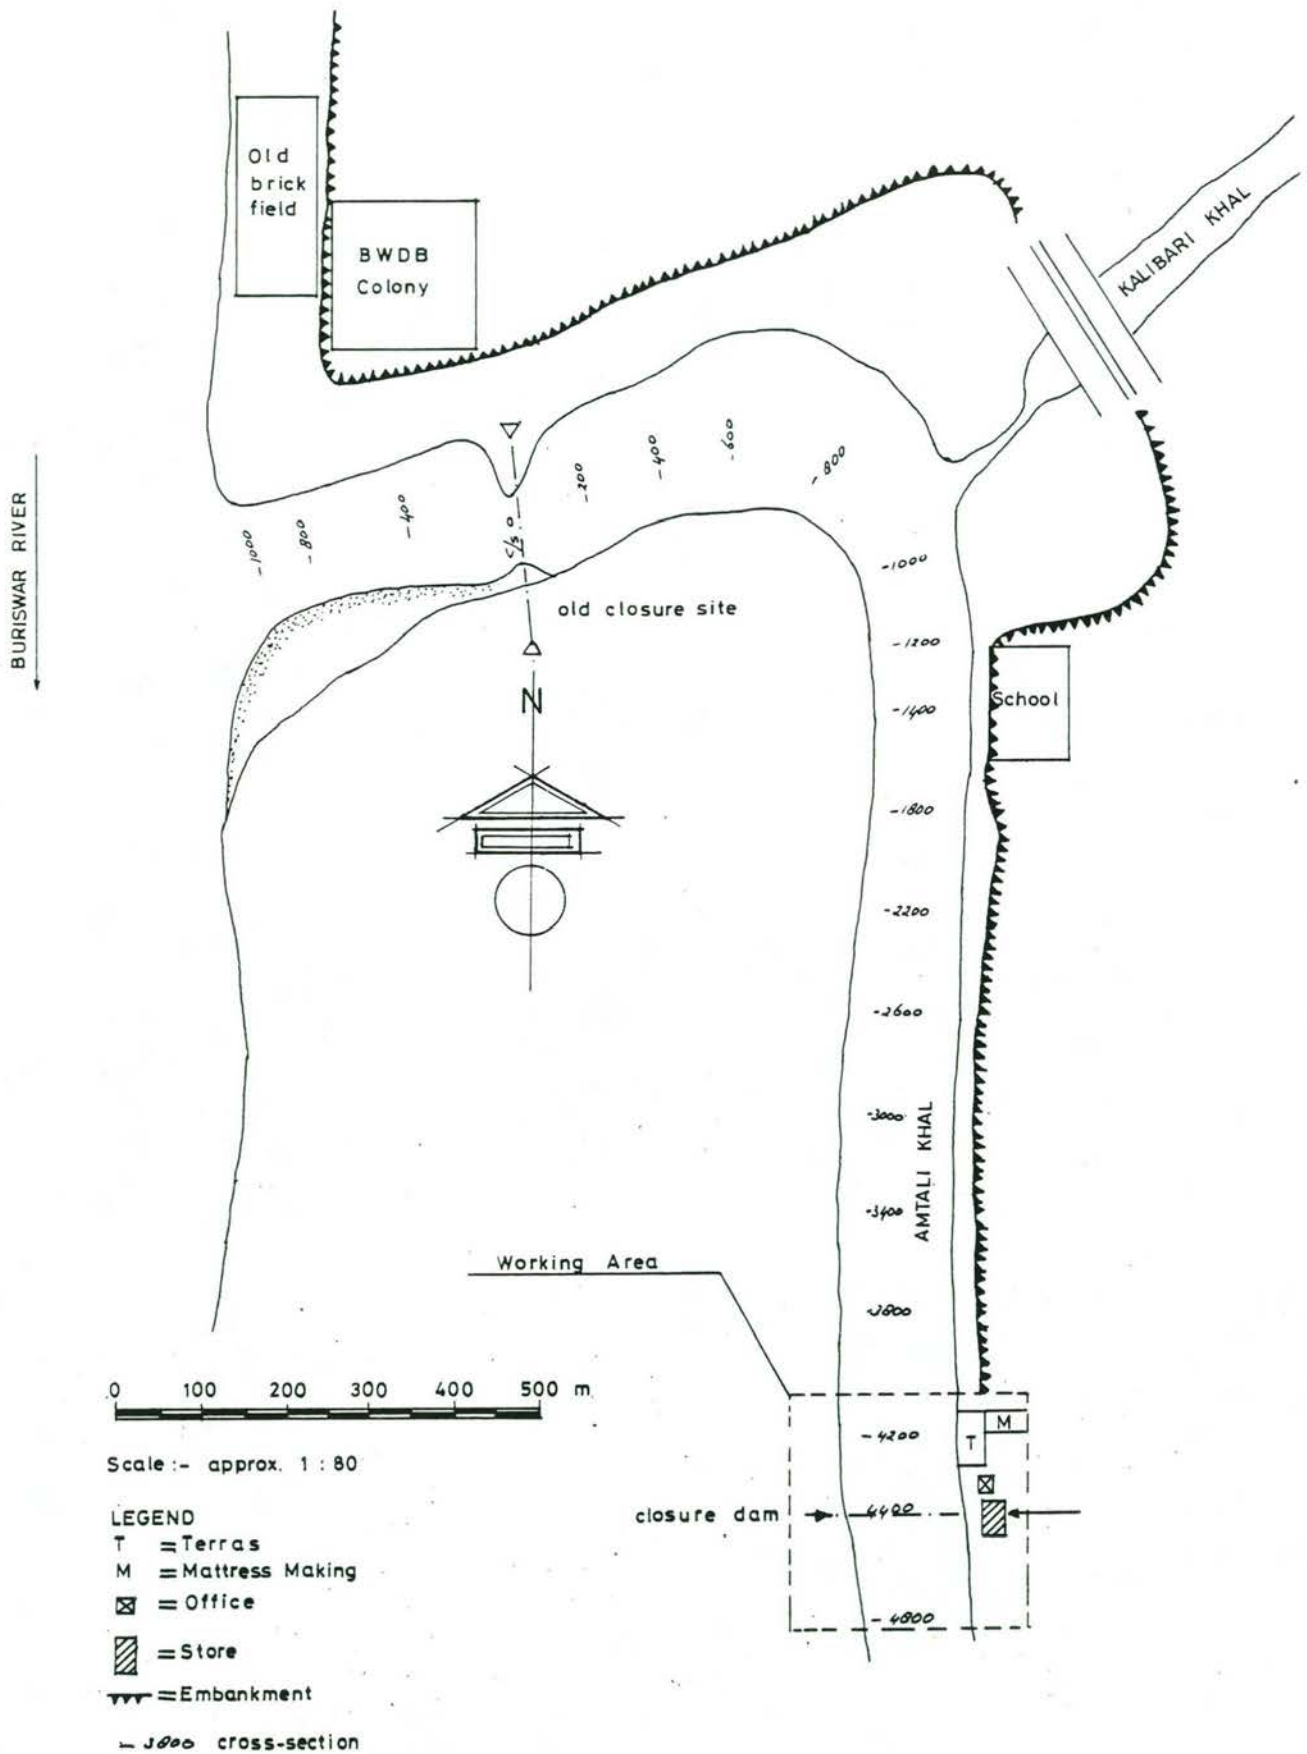 Old
brick
field
BWDB
Colony
KALIBARI KHAL
BURISWAR RIVER
-1000
-800
-400
C/S. 0
-200
-400
-600
-800
-1000
old closure site
-1200
N
School
-1400
-1800
-2200
-2600
-3000
AMTALI KHAL
-3400
Working Area
-3800
0 100 200 300 400 500 m
M
T
-4200
Scale :- approx. 1 : 80
closure dam
4400
-4800
LEGEND
T = Terras
M = Mattress Making
= Office
= Store
= Embankment
- 3800 cross-section